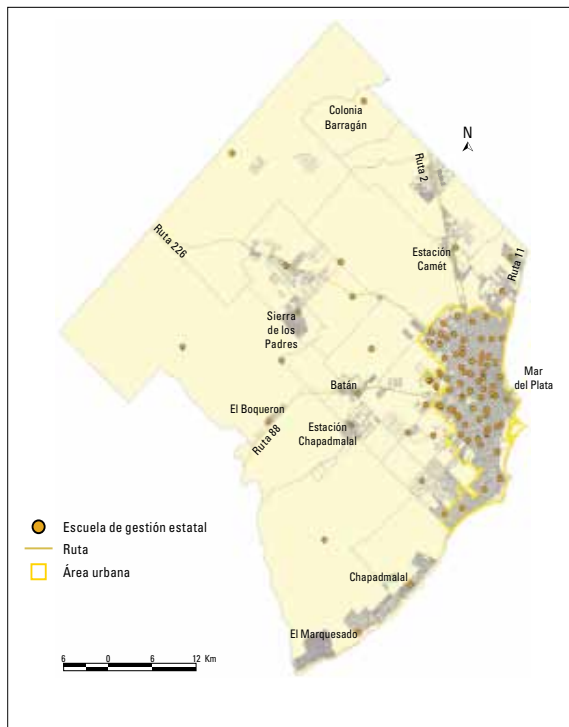 Colonia
Barragán
N
Ruta 2
Ruta 226
Estación
Camét
Ruta 11
Sierra
de los
Padres
Mar
del Plata
Batán
El Boqueron
Estación
Chapadmalal
Ruta 88
Escuela de gestión estatal
Ruta
Área urbana
Chapadmalal
El Marquesado
6 0 6 12 Km